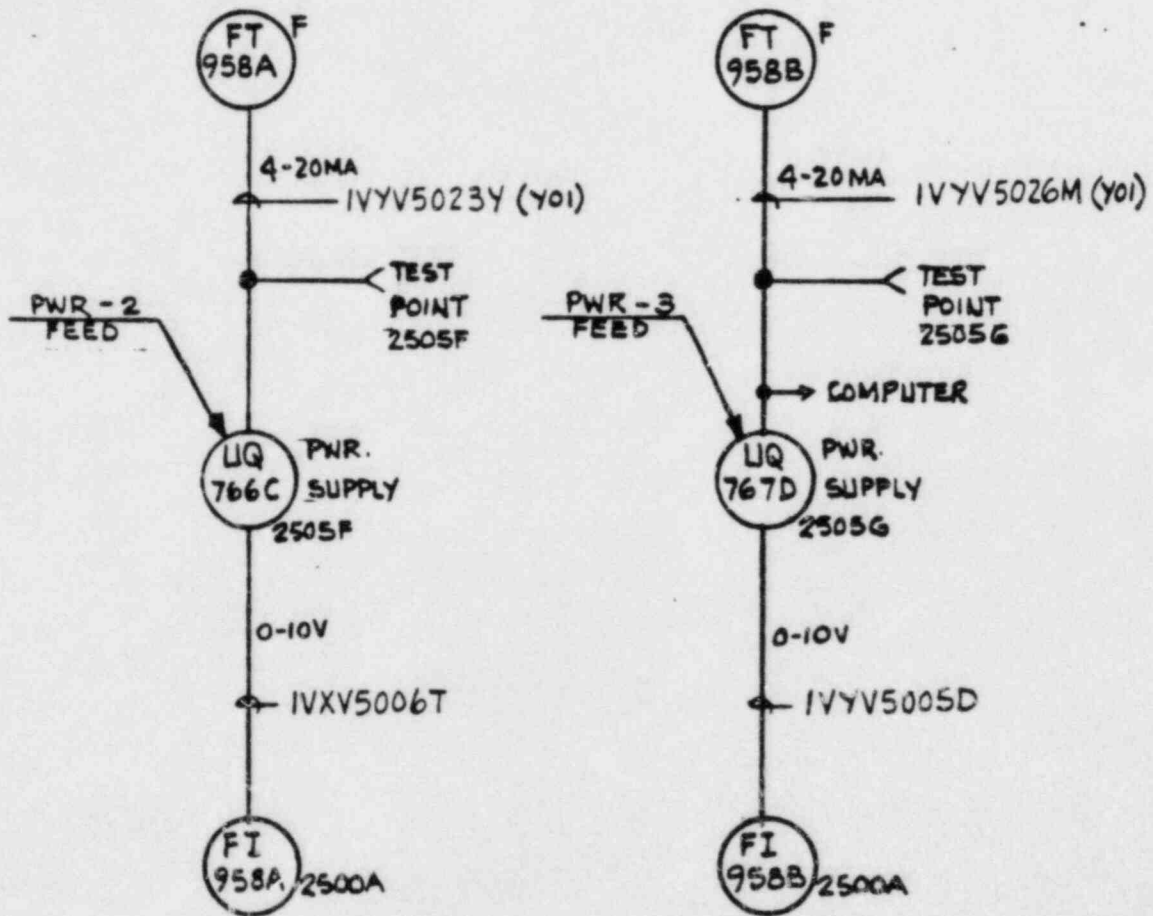 FT F
958A
4-20MA
IVYV5023Y (Y01)
TEST
POINT
2505F
PWR-2
FEED
UQ PWR.
766C SUPPLY
2505F
0-10V
IVXV5006T
FI
958A 2500A
FT F
958B
4-20MA
IVYV5026M (Y01)
TEST
POINT
2505G
PWR-3
FEED
COMPUTER
UQ PWR.
767D SUPPLY
2505G
0-10V
IVYV5005D
FI
958B 2500A